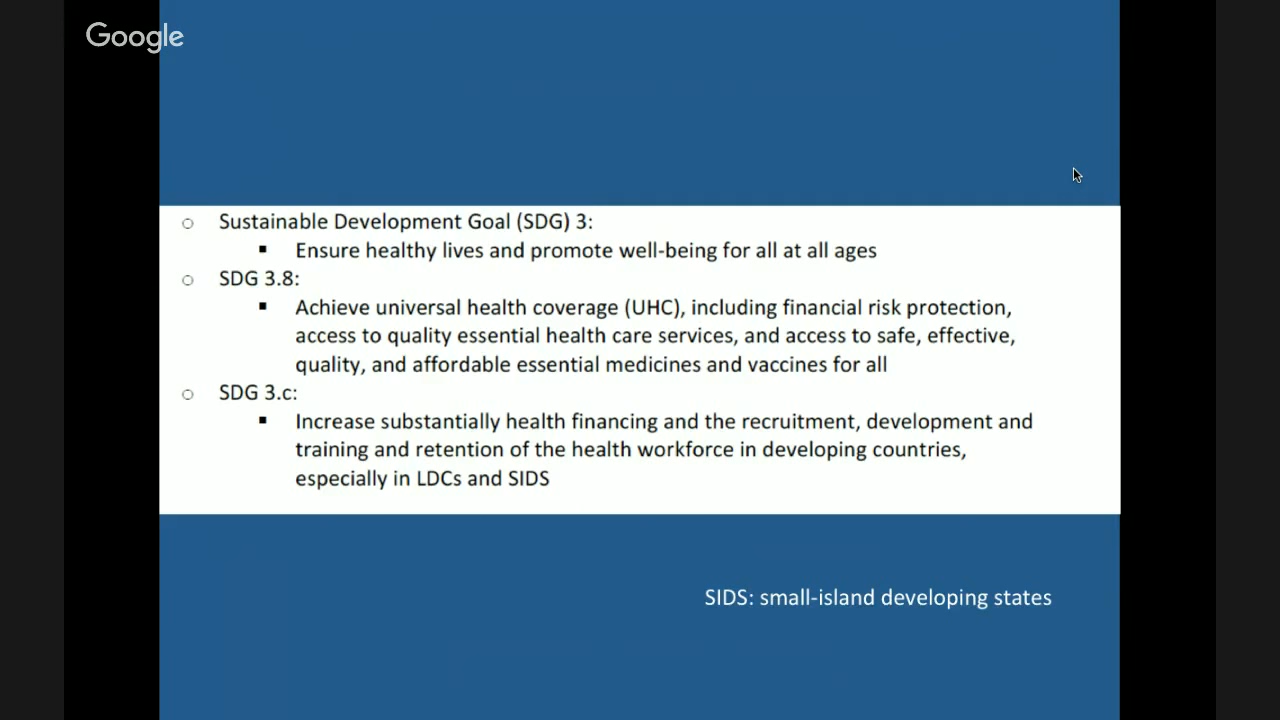 Google
Sustainable Development Goal (SDG) 3:
Ensure healthy lives and promote well-being for all at all ages
SDG 3.8:
Achieve universal health coverage (UHC), including financial risk protection,
access to quality essential health care services, and access to safe, effective,
quality, and affordable essential medicines and vaccines for all
SDG 3.c:
Increase substantially health financing and the recruitment, development and
training and retention of the health workforce in developing countries,
especially in LDCs and SIDS
SIDS: small-island developing states